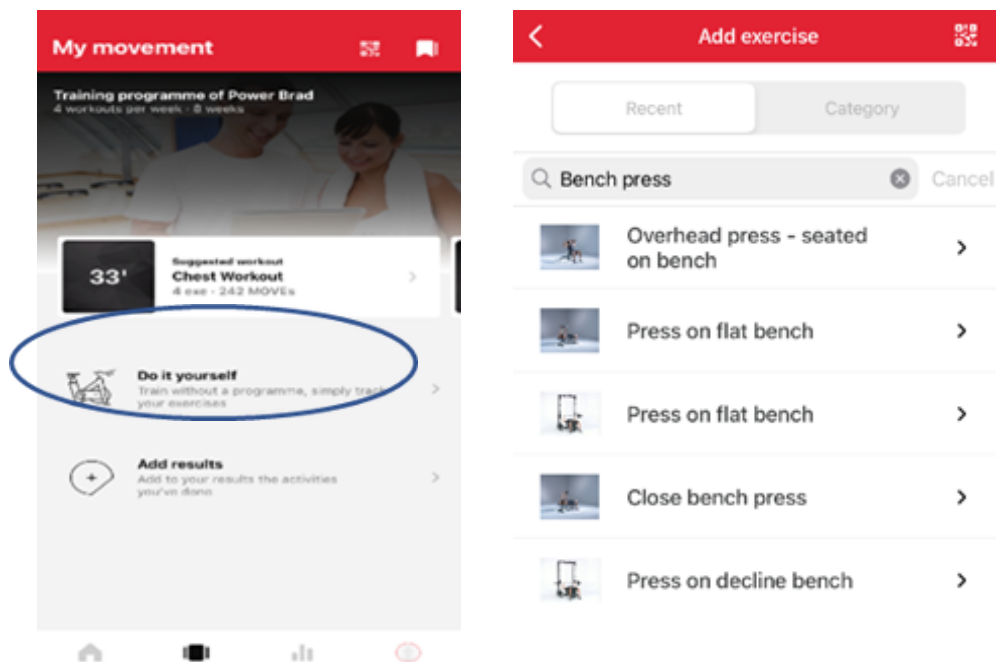 My movement
Training programme of Power Brad
4 workouts per week - 8 weeks
33'
Suggested workout
Chest Workout
4 exe - 242 MOVEs
Do it yourself
Train without a programme, simply track
your exercises
Add results
Add to your results the activities
you've done
Add exercise
Recent
Category
Bench press
Cancel
Overhead press - seated
on bench
Press on flat bench
Press on flat bench
Close bench press
Press on decline bench